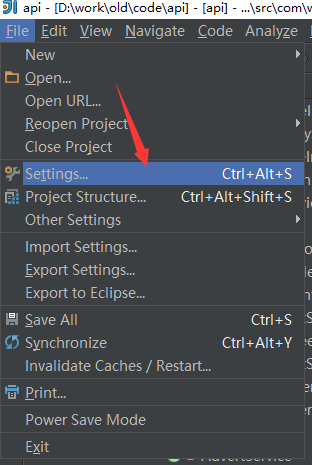 api - [D:\work\old\code\api] - [api] - ...\src\com\w
File Edit View Navigate Code Analyze
New
Open...
Open URL...
Reopen Project
Close Project
Settings... Ctrl+Alt+S
Project Structure... Ctrl+Alt+Shift+S
Other Settings
Import Settings...
Export Settings...
Export to Eclipse...
Save All Ctrl+S
Synchronize Ctrl+Alt+Y
Invalidate Caches / Restart...
Print...
Power Save Mode
Exit